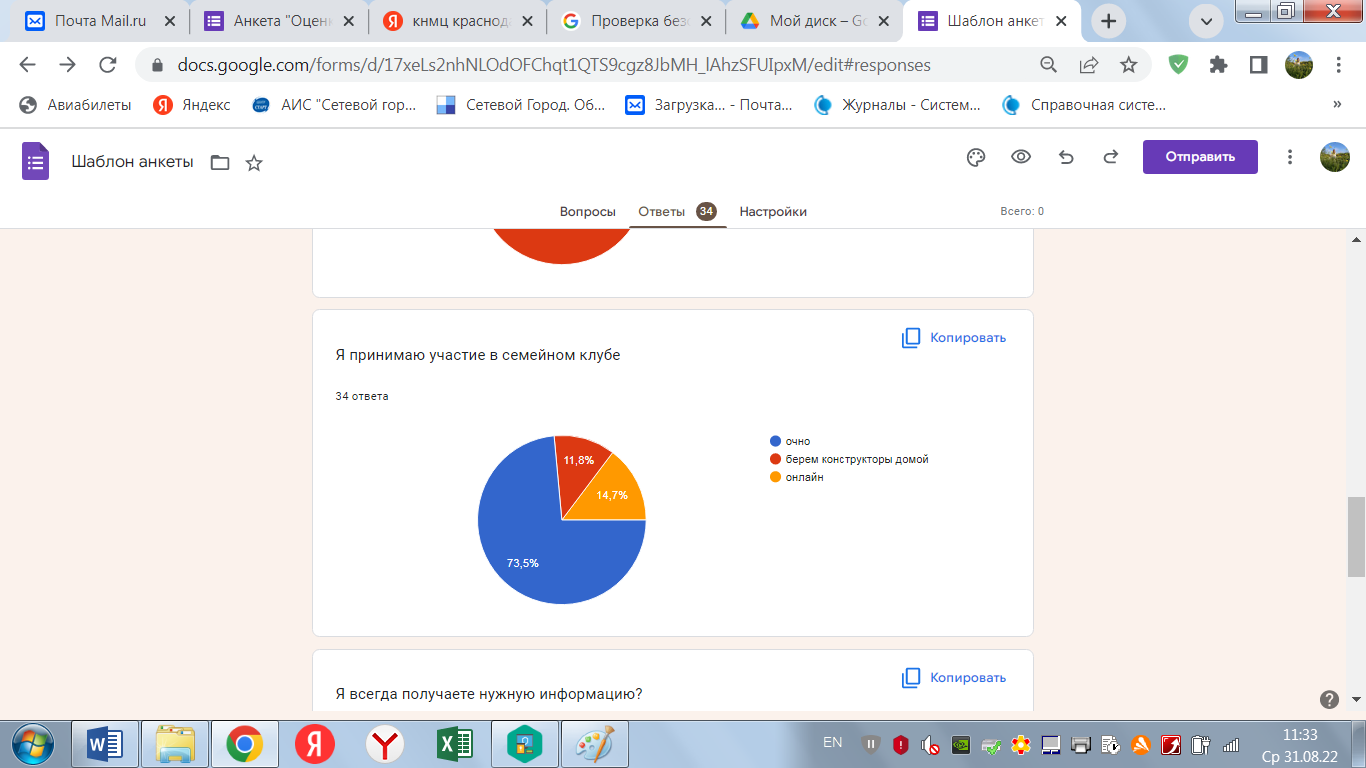 Почта Mail.ru
Анкета "Оцен
кнмц краснода
Проверка безо
Мой диск – Go
Шаблон анкет
docs.google.com/forms/d/17xeLs2nhNLOdOFChqt1QTS9cgz8JbMH_lAhzSFUIpxM/edit#responses
Авиабилеты
Яндекс
АИС "Сетевой гор...
Сетевой Город. Об...
Загрузка... - Почта...
Журналы - Систем...
Справочная систе...
»
Шаблон анкеты
Отправить
Вопросы
Ответы 34
Настройки
Всего: 0
Копировать
Я принимаю участие в семейном клубе
34 ответа
11,8%
14,7%
73,5%
очно
берем конструкторы домой
онлайн
Копировать
Я всегда получаете нужную информацию?
EN
11:33
Ср 31.08.22